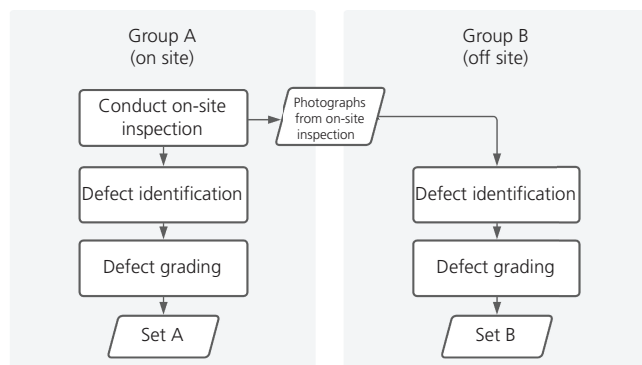 Group A
(on site)
Group B
(off site)
Conduct on-site
inspection
Photographs
from on-site
inspection
Defect identification
Defect identification
Defect grading
Defect grading
Set A
Set B